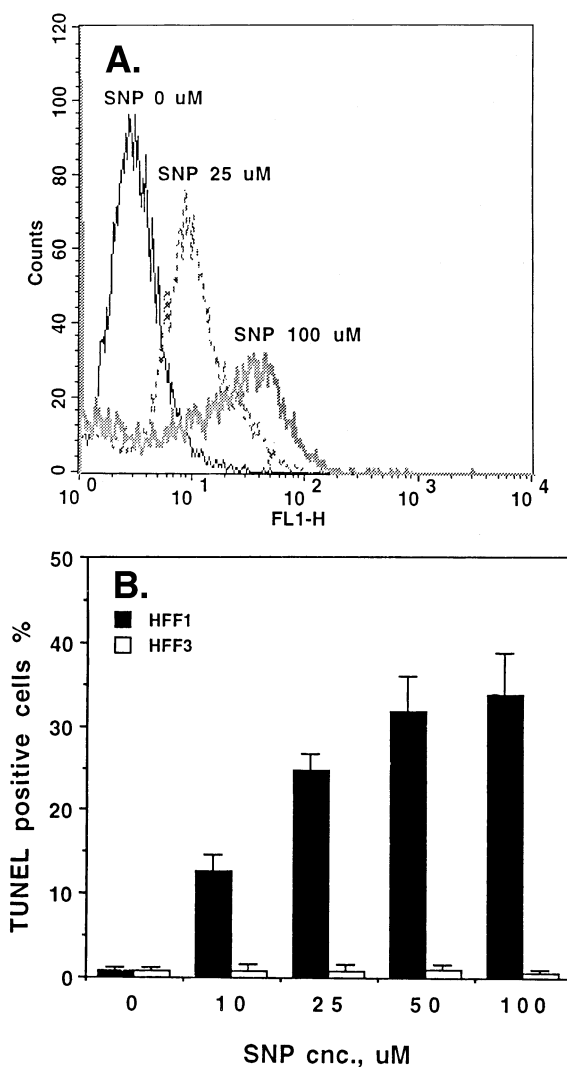 120
A.
SNP 0 uM
100
SNP 25 uM
80
Counts
60
SNP 100 uM
40
20
0
10 0
10 1
10 2
10 3
10 4
FL1-H
50
B.
HFF1
HFF3
40
TUNEL positive cells %
30
20
10
0
0 10 25 50 100
SNP cnc., uM